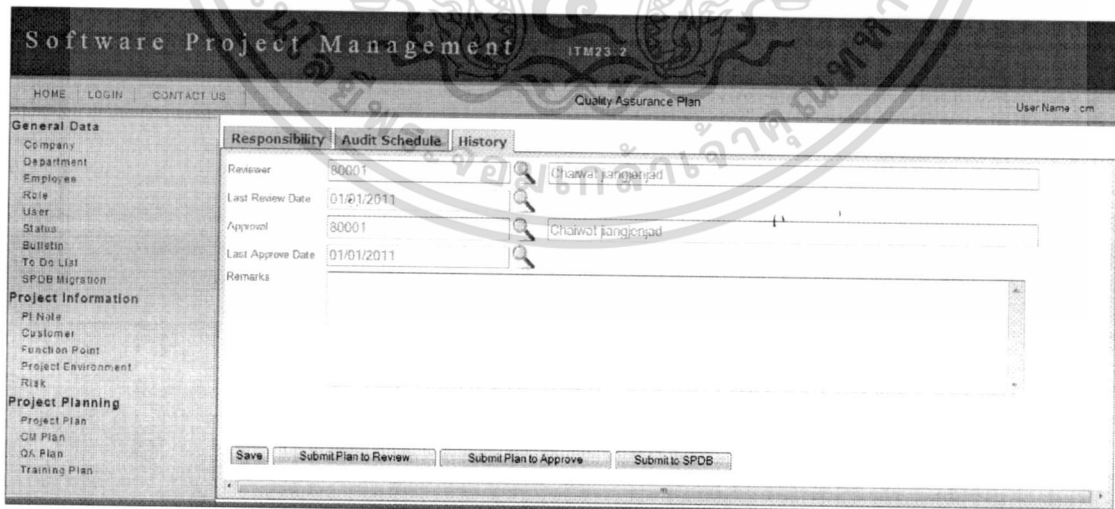 Software Project Management ITM23.2
HOME LOGIN CONTACT US
Quality Assurance Plan
User Name : cm
General Data
Company
Department
Employee
Role
User
Status
Bulletin
To Do List
SPDB Migration
Project Information
PI Note
Customer
Function Point
Project Environment
Risk
Project Planning
Project Plan
CM Plan
QA Plan
Training Plan
Responsibility Audit Schedule History
Reviewer 80001 Chaiwat jiangjenjad
Last Review Date 01/01/2011
Approval 80001 Chaiwat jiangjenjad
Last Approve Date 01/01/2011
Remarks
Save Submit Plan to Review Submit Plan to Approve Submit to SPDB